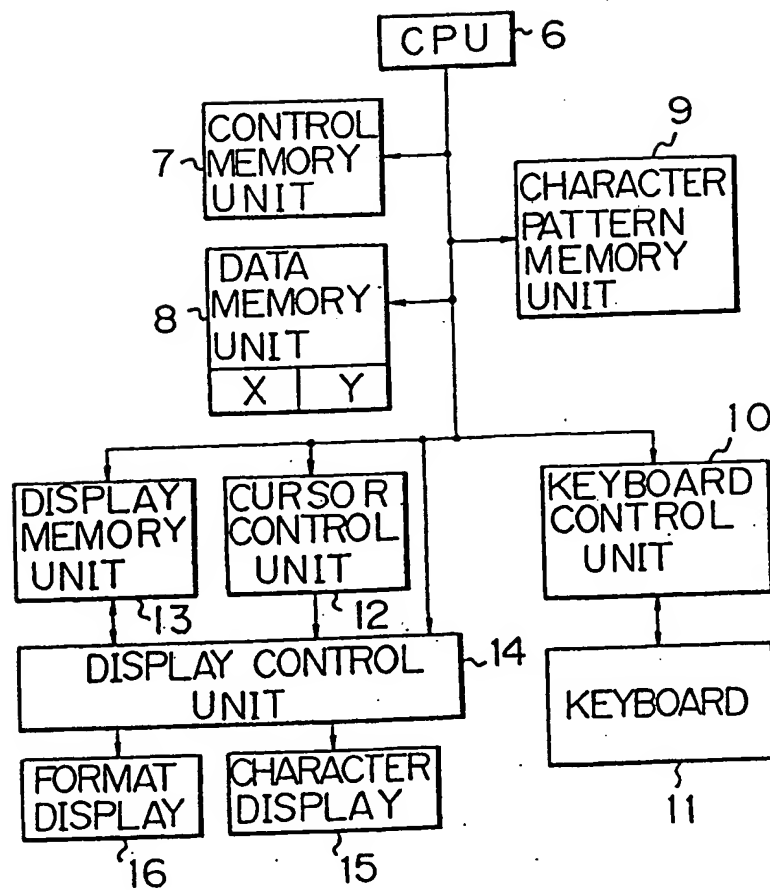 CPU
6
CONTROL
MEMORY
UNIT
7
9
CHARACTER
PATTERN
MEMORY
UNIT
DATA
MEMORY
UNIT
X Y
8
10
DISPLAY
MEMORY
UNIT
13
CURSOR
CONTROL
UNIT
12
KEYBOARD
CONTROL
UNIT
DISPLAY CONTROL
UNIT
14
KEYBOARD
11
FORMAT
DISPLAY
16
CHARACTER
DISPLAY
15